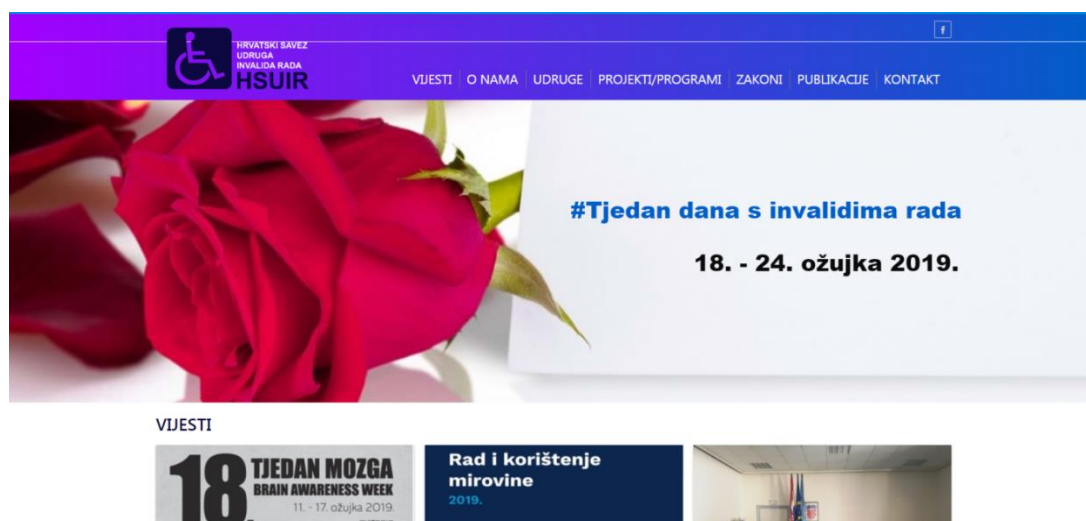 f
HRVATSKI SAVEZ
UDRUGA
INVALIDA RADA
HSUIR
VIJESTI O NAMA UDRUGE PROJEKTI/PROGRAMI ZAKONI PUBLIKACIJE KONTAKT
#Tjedan dana s invalidima rada
18. - 24. ožujka 2019.
VIJESTI
18. TJEDAN MOZGA
BRAIN AWARENESS WEEK
11. - 17. ožujka 2019.
Rad i korištenje
mirovine
2019.